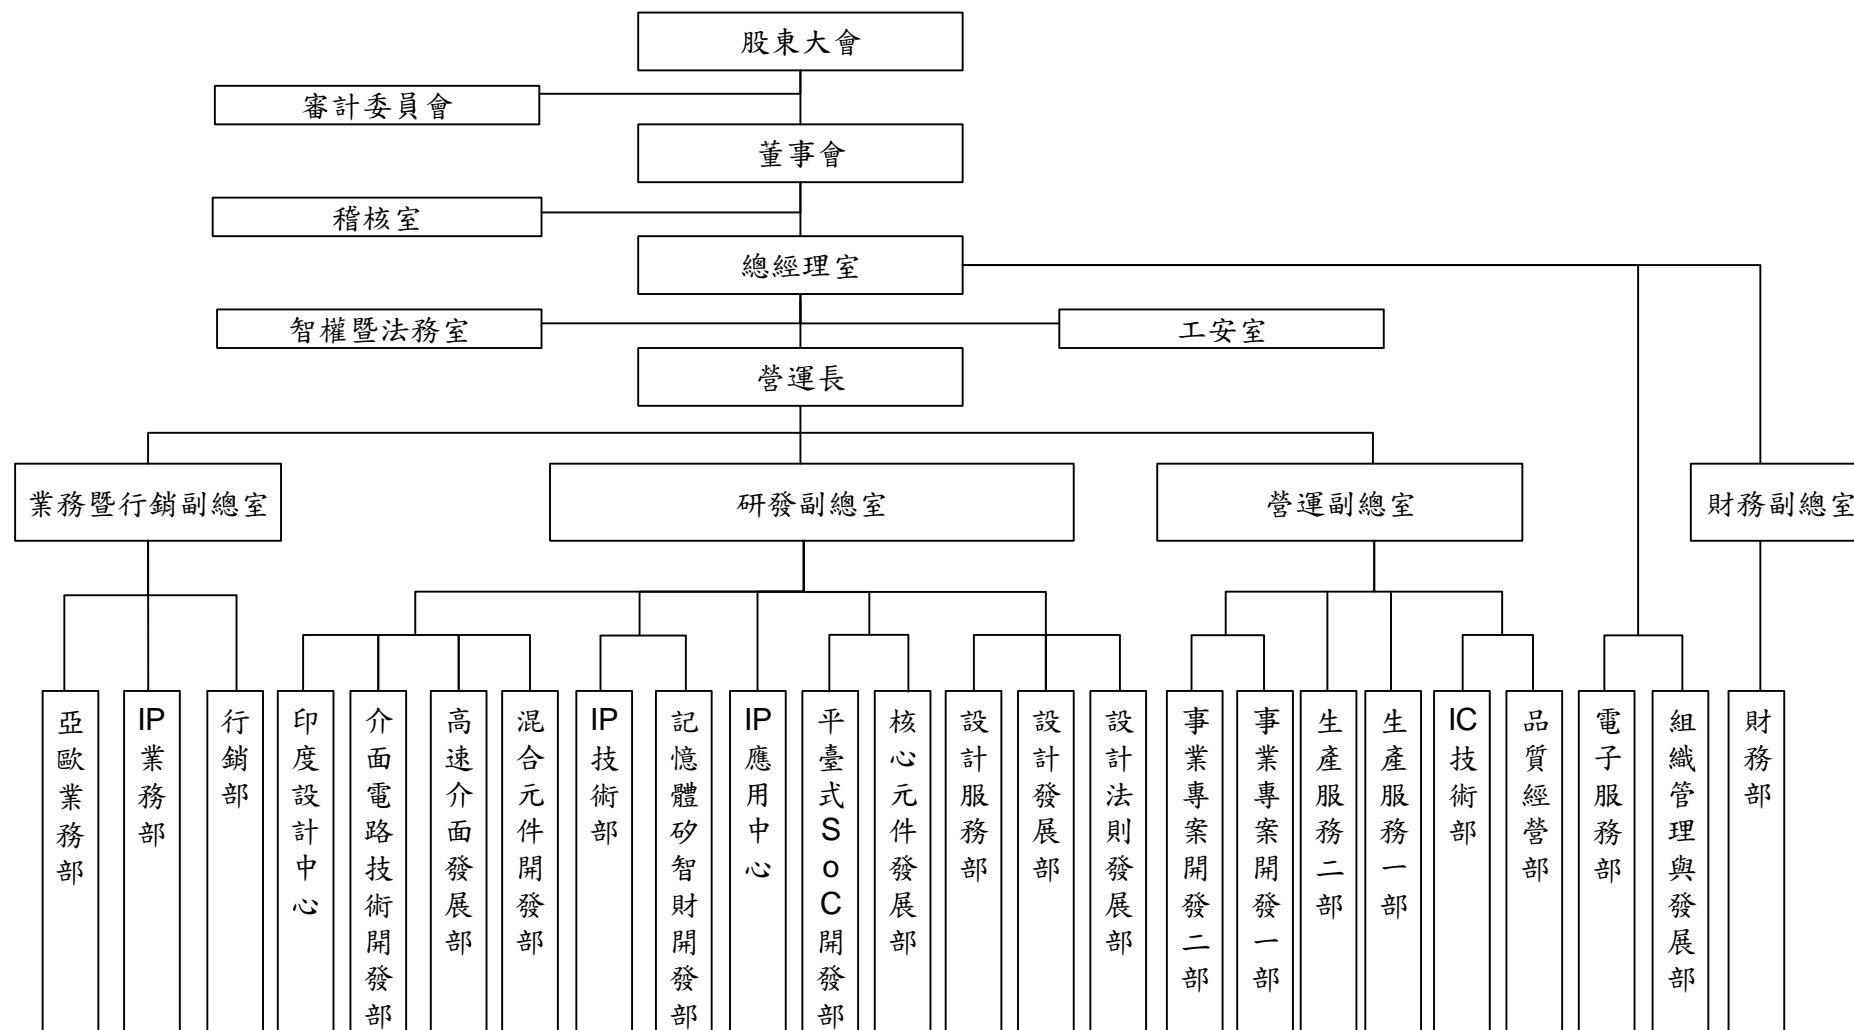 股東大會
審計委員會
董事會
稽核室
總經理室
智權暨法務室
工安室
營運長
業務暨行銷副總室
研發副總室
營運副總室
財務副總室
亞歐業務部
IP業務部
行銷部
印度設計中心
介面電路技術開發部
高速介面發展部
混合元件開發部
IP技術部
記憶體矽智財開發部
IP應用中心
平臺式SoC開發部
核心元件發展部
設計服務部
設計發展部
設計法則發展部
事業專案開發二部
事業專案開發一部
生產服務二部
生產服務一部
IC技術部
品質經營部
電子服務部
組織管理與發展部
財務部